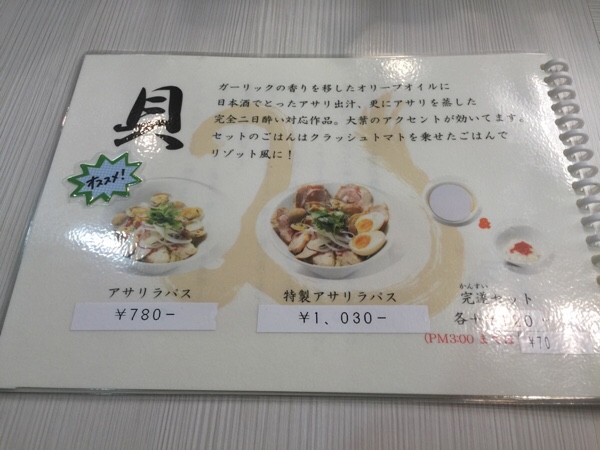 貝
ガーリックの香りを移したオリーブオイルに
日本酒でとったアサリ出汁、更にアサリを蒸した
完全二日酔い対応作品。大葉のアクセントが効いてます。
セットのごはんはクラッシュトマトを乗せたごはんで
リゾット風に！
オススメ！
アサリラパス
￥780-
特製アサリラパス
￥1,030-
かんすい
完遂セット
各
20
(PM3:00
￥70